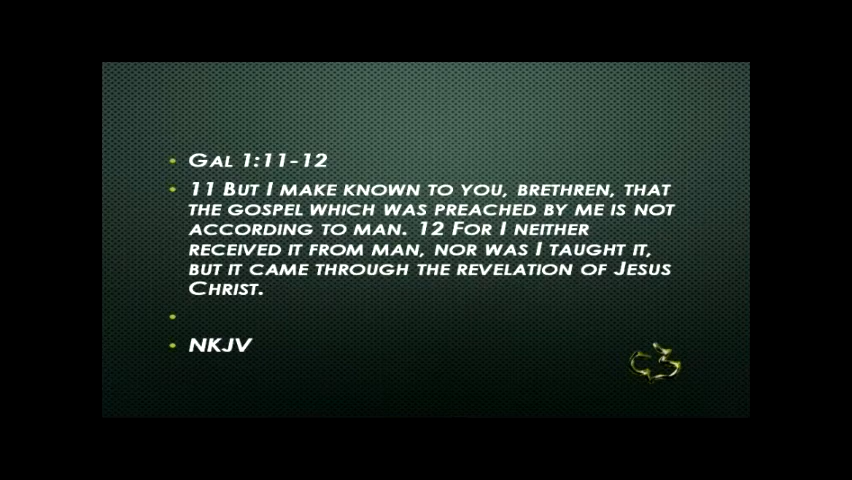 • Gal 1:11-12
• 11 But I make known to you, brethren, that
the gospel which was preached by me is not
according to man. 12 For I neither
received it from man, nor was I taught it,
but it came through the revelation of Jesus
Christ.
•
• NKJV